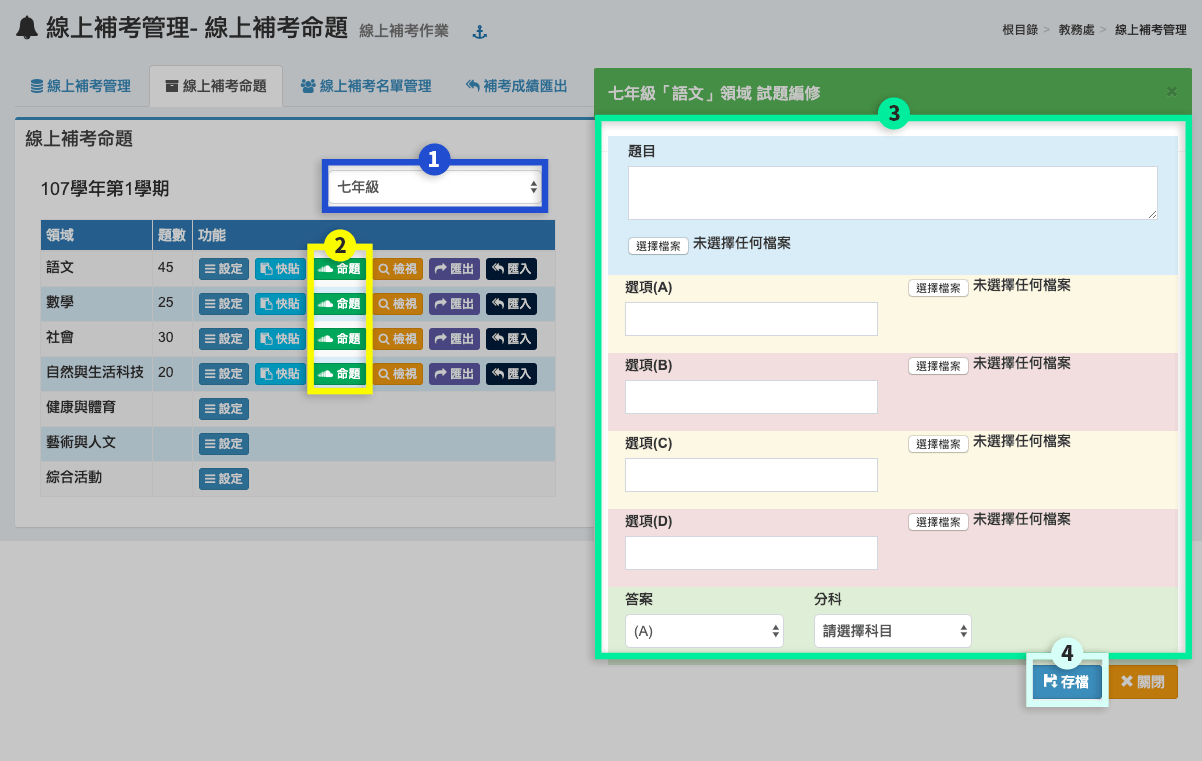 線上補考管理- 線上補考命題 線上補考作業
根目錄 > 教務處 > 線上補考管理
線上補考管理 線上補考命題 線上補考名單管理 補考成績匯出
線上補考命題
107學年第1學期
1
七年級
領域 題數 功能
2
語文 45 設定 快貼 命題 檢視 匯出 匯入
數學 25 設定 快貼 命題 檢視 匯出 匯入
社會 30 設定 快貼 命題 檢視 匯出 匯入
自然與生活科技 20 設定 快貼 命題 檢視 匯出 匯入
健康與體育 設定
藝術與人文 設定
綜合活動 設定
七年級「語文」領域 試題編修 ×
3
題目
選擇檔案 未選擇任何檔案
選項(A) 選擇檔案 未選擇任何檔案
選項(B) 選擇檔案 未選擇任何檔案
選項(C) 選擇檔案 未選擇任何檔案
選項(D) 選擇檔案 未選擇任何檔案
答案 分科
(A) 請選擇科目
4
存檔 關閉